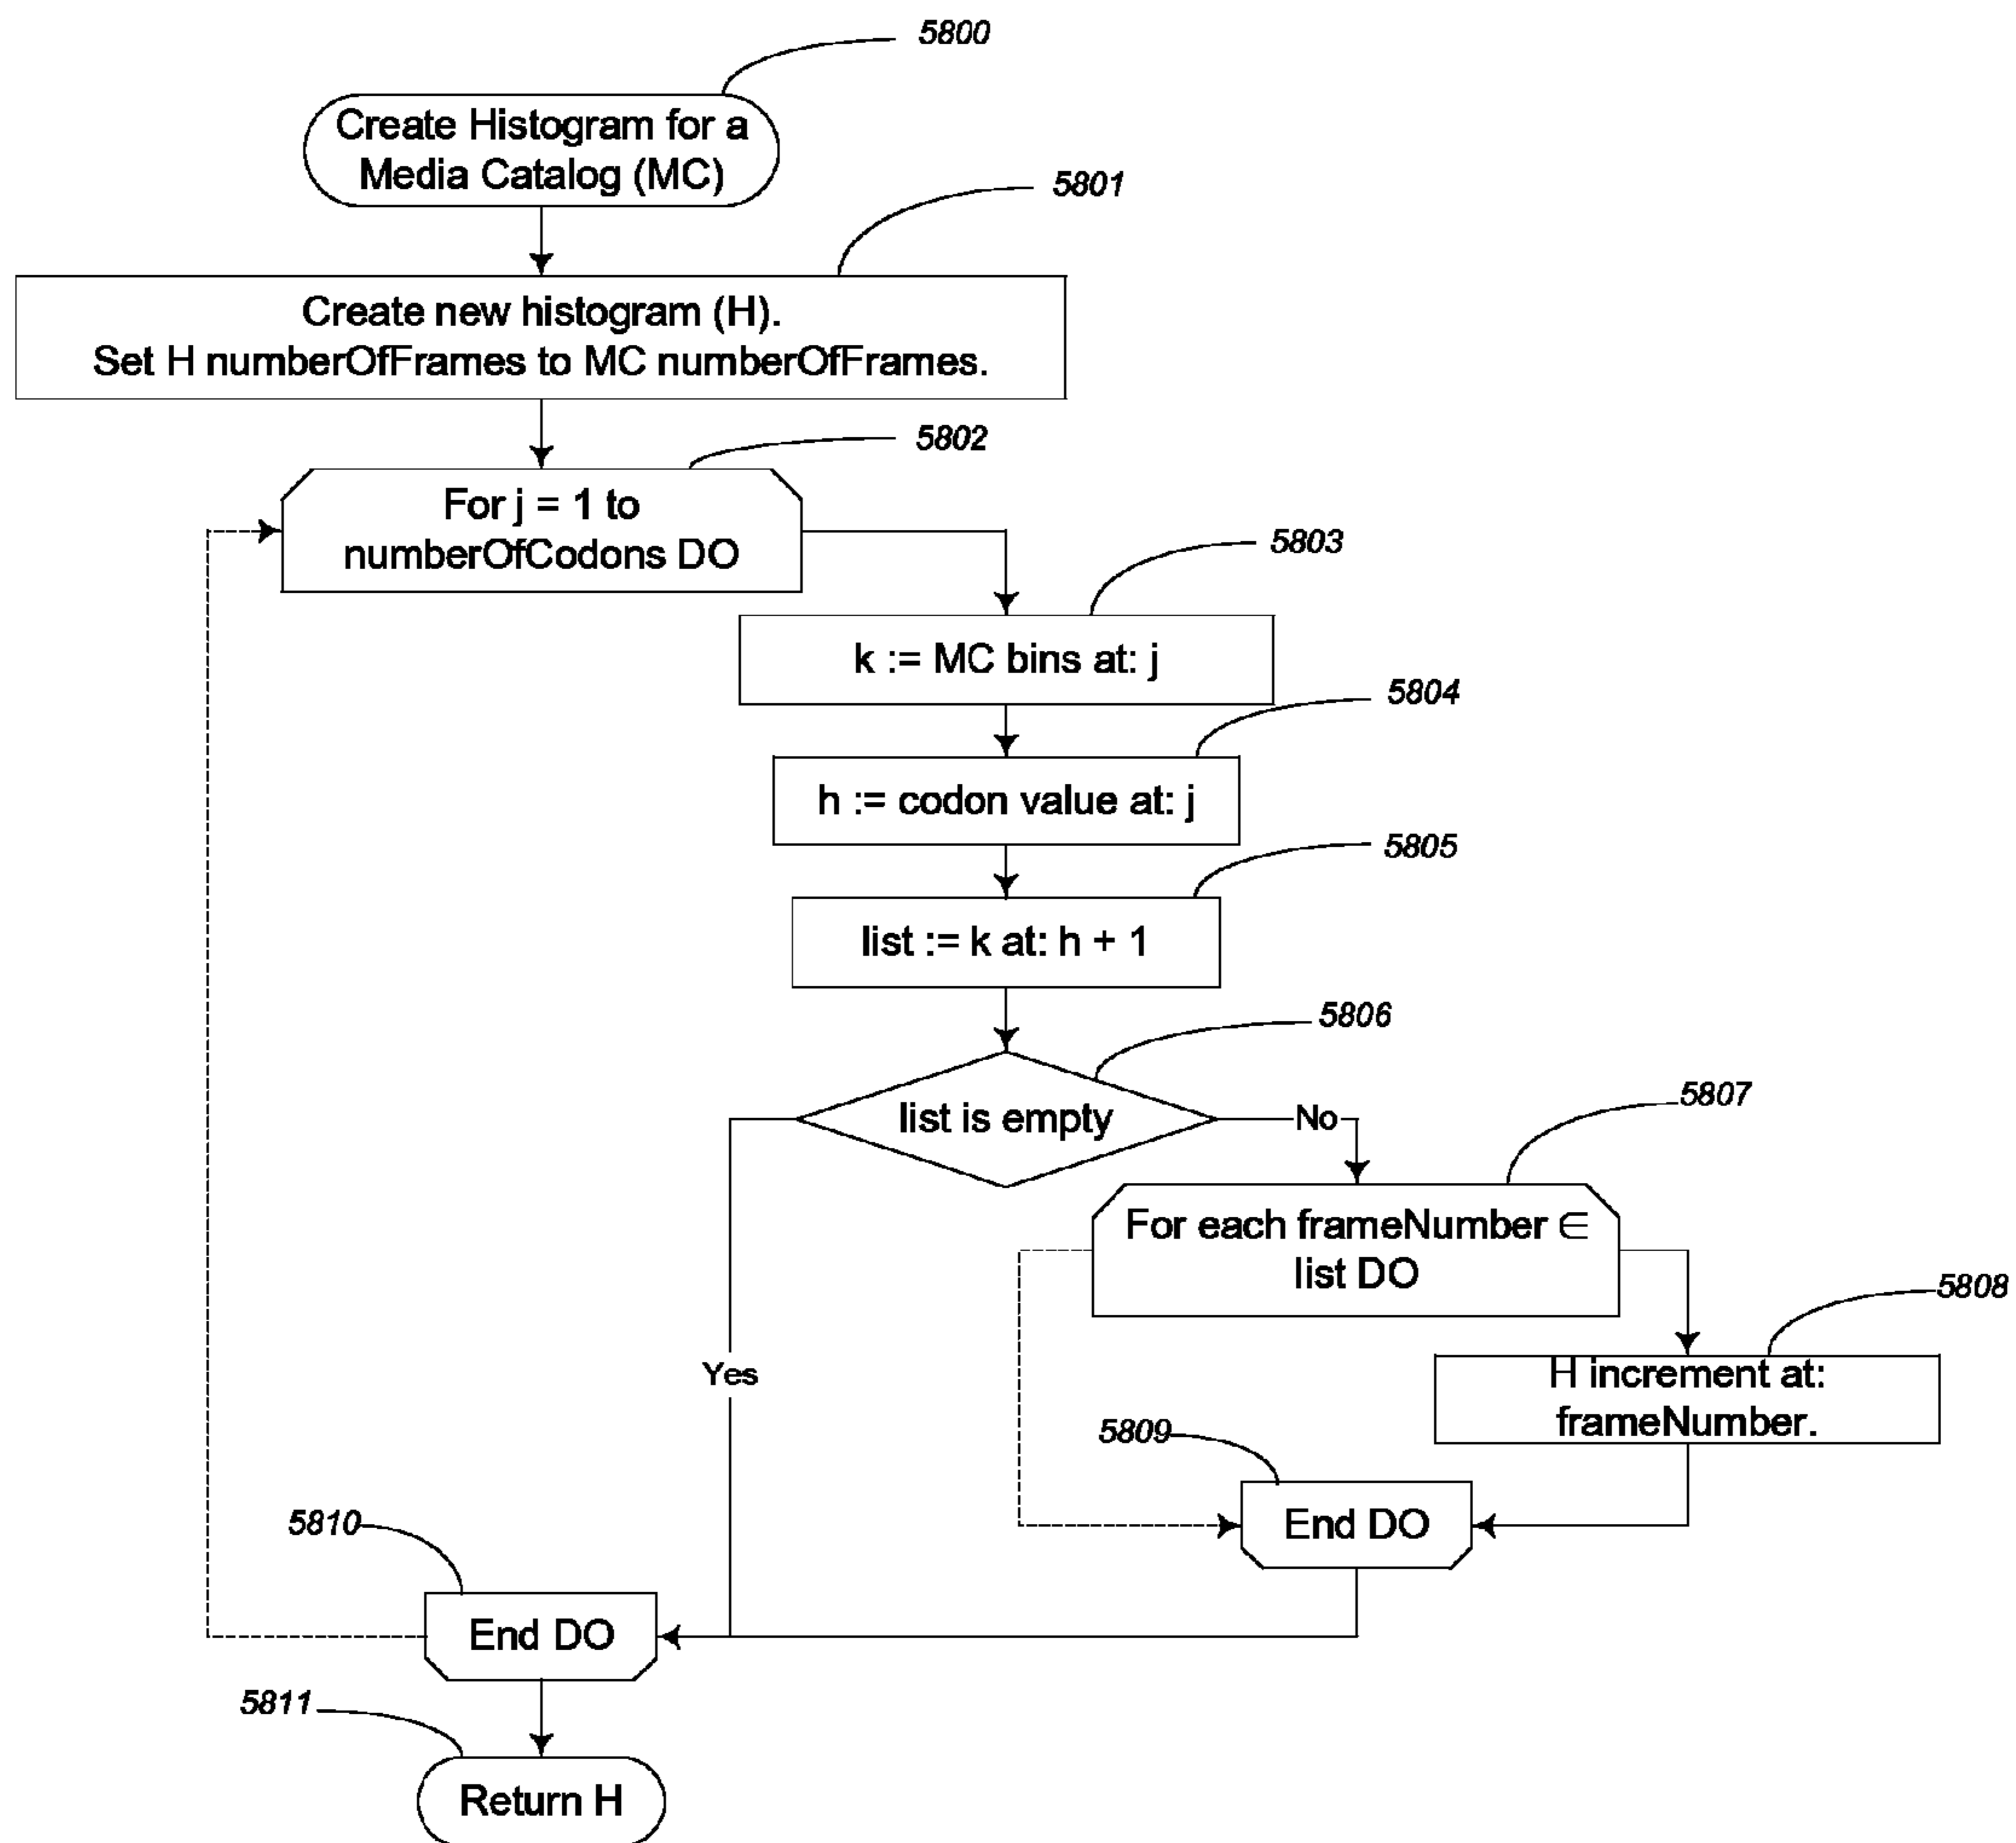 5800
Create Histogram for a
Media Catalog (MC)
5801
Create new histogram (H).
Set H numberOfFrames to MC numberOfFrames.
5802
For j = 1 to
numberOfCodons DO
5803
k := MC bins at: j
5804
h := codon value at: j
5805
list := k at: h + 1
5806
list is empty
No
5807
For each frameNumber ∈
list DO
5808
H increment at:
frameNumber.
Yes
5809
End DO
5810
End DO
5811
Return H